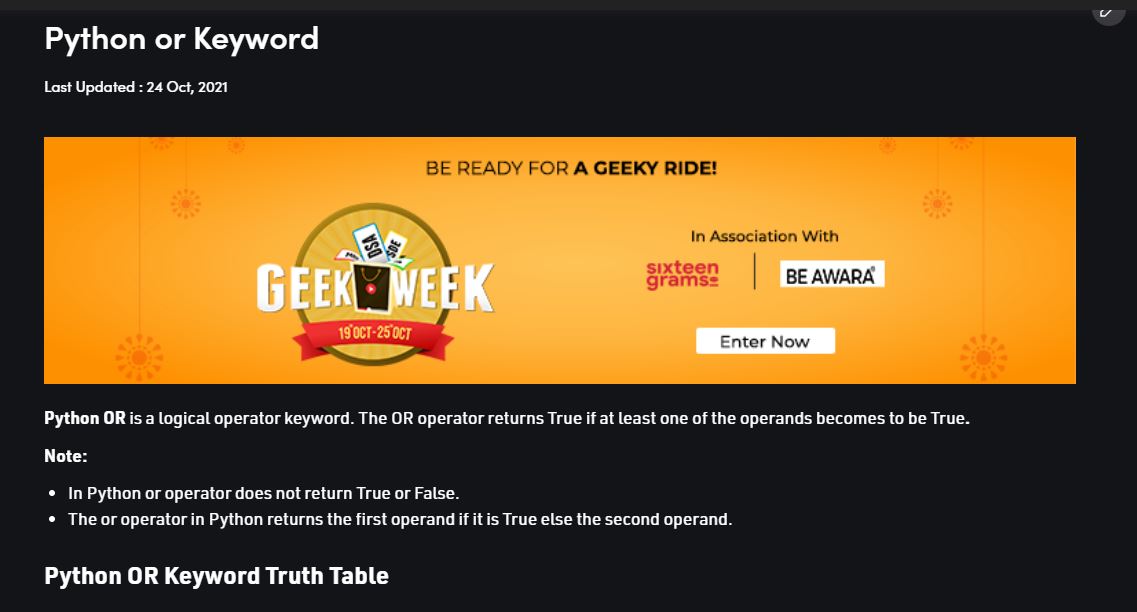 Python or Keyword
Last Updated : 24 Oct, 2021
BE READY FOR A GEEKY RIDE!
DSA
SDE
GEEK WEEK
19 OCT - 25 OCT
In Association With
sixteen
grams
BE AWARA
Enter Now
Python OR is a logical operator keyword. The OR operator returns True if at least one of the operands becomes to be True.
Note:
In Python or operator does not return True or False.
The or operator in Python returns the first operand if it is True else the second operand.
Python OR Keyword Truth Table